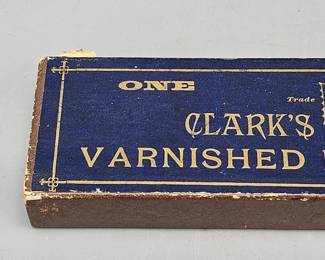 ONE
Trade
CLARK'S
VARNISHED